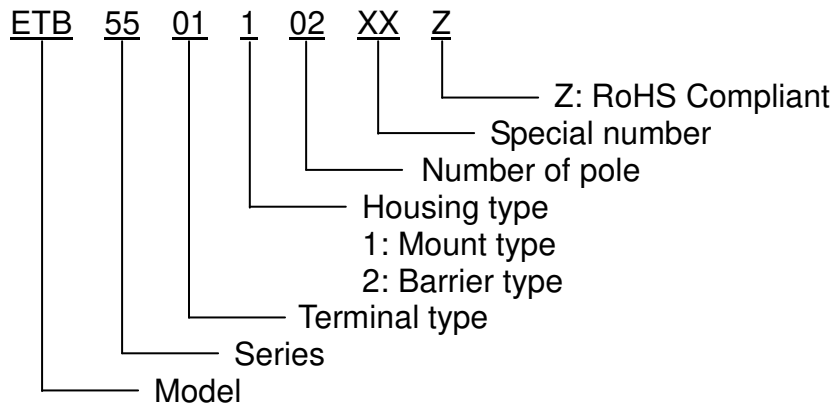 ETB 55 01 1 02 XX Z
Z: RoHS Compliant
Special number
Number of pole
Housing type
1: Mount type
2: Barrier type
Terminal type
Series
Model